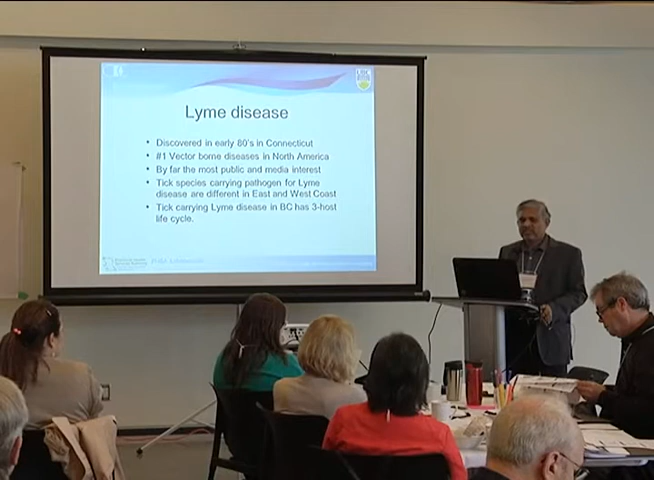 UBC
Lyme disease
• Discovered in early 80's in Connecticut
• #1 Vector borne diseases in North America
• By far the most public and media interest
• Tick species carrying pathogen for Lyme
disease are different in East and West Coast
• Tick carrying Lyme disease in BC has 3-host
life cycle.